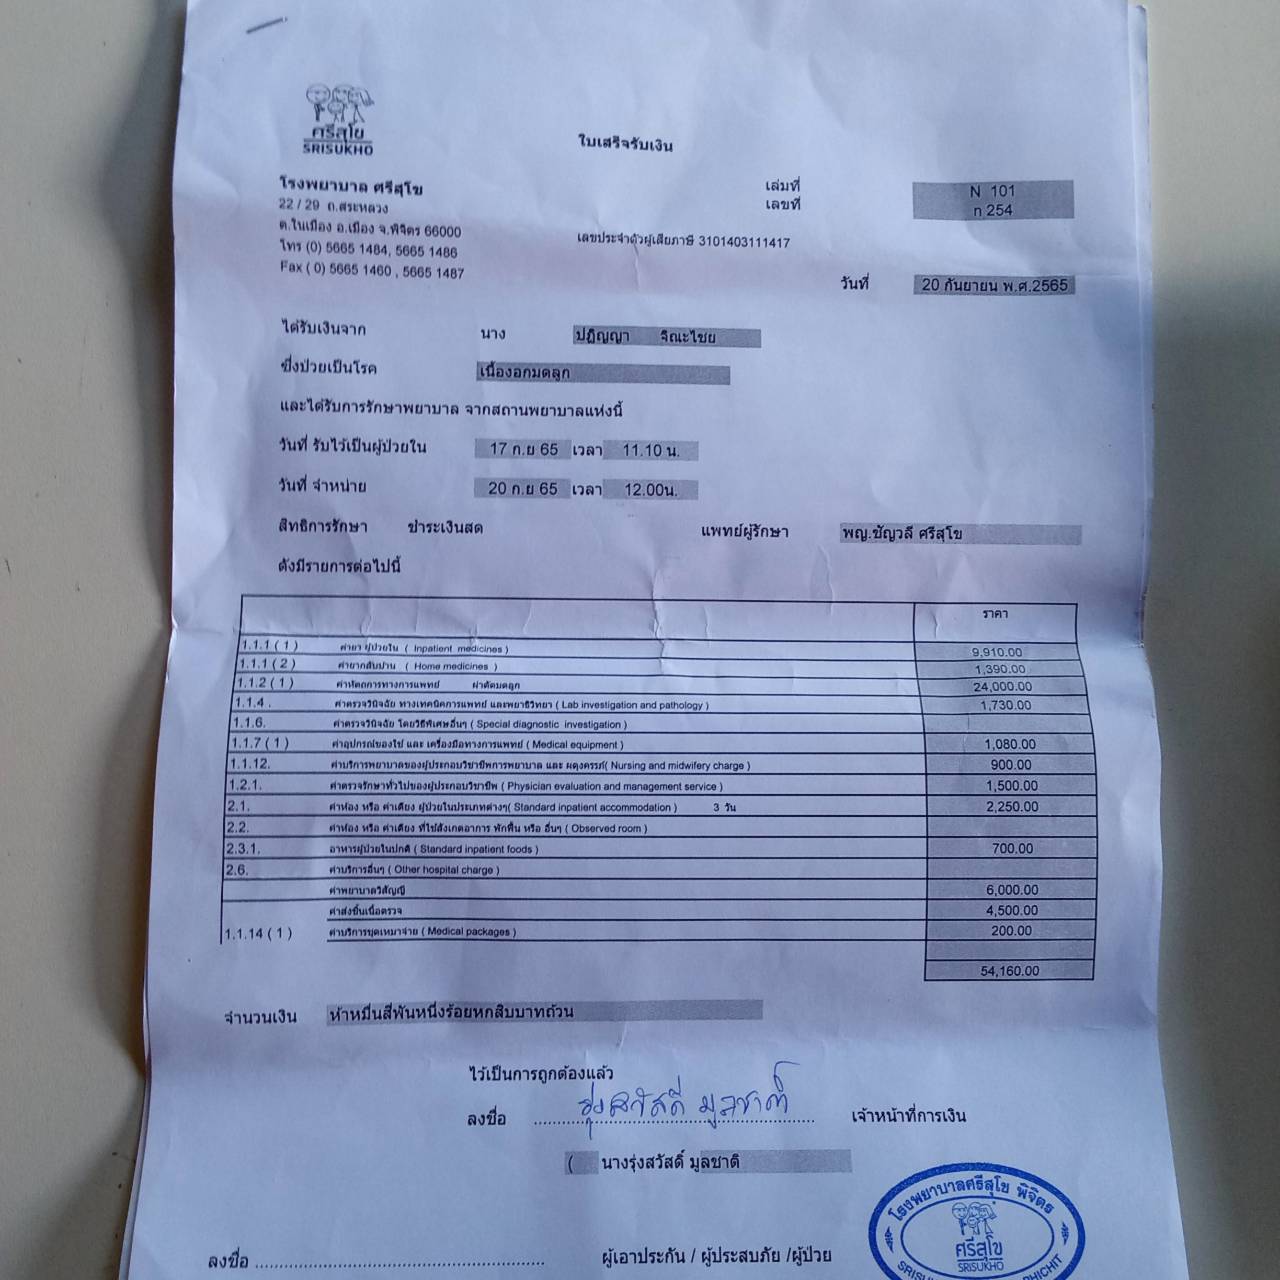 ศรีสุโข
SRISUKHO
ใบเสร็จรับเงิน
โรงพยาบาล ศรีสุโข
22 / 29 ถ.สระหลวง
ต.ในเมือง อ.เมือง จ.พิจิตร 66000
โทร (0) 5665 1484, 5665 1486
Fax ( 0) 5665 1460 , 5665 1487
เล่มที่ N 101
เลขที่ ก 254
เลขประจำตัวผู้เสียภาษี 3101403111417
วันที่ 20 กันยายน พ.ศ.2565
ได้รับเงินจาก นาง ปฏิญญา จิณะไชย
ซึ่งป่วยเป็นโรค เนื้องอกมดลูก
และได้รับการรักษาพยาบาล จากสถานพยาบาลแห่งนี้
วันที่ รับไว้เป็นผู้ป่วยใน 17 ก.ย 65 เวลา 11.10 น.
วันที่ จำหน่าย 20 ก.ย 65 เวลา 12.00น.
สิทธิการรักษา ชำระเงินสด แพทย์ผู้รักษา พญ.ชัญวลี ศรีสุโข
ดังมีรายการต่อไปนี้
ราคา
1.1.1 ( 1 ) ค่ายา ผู้ป่วยใน ( Inpatient medicines ) 9,910.00
1.1.1 ( 2 ) ค่ายากลับบ้าน ( Home medicines ) 1,390.00
1.1.2 ( 1 ) ค่าหัตถการทางการแพทย์ ผ่าตัดมดลูก 24,000.00
1.1.4 . ค่าตรวจวินิจฉัย ทางเทคนิคการแพทย์ และพยาธิวิทยา ( Lab investigation and pathology ) 1,730.00
1.1.6. ค่าตรวจวินิจฉัย โดยวิธีพิเศษอื่นๆ ( Special diagnostic investigation )
1.1.7 ( 1 ) ค่าอุปกรณ์ของใช้ และ เครื่องมือทางการแพทย์ ( Medical equipment ) 1,080.00
1.1.12. ค่าบริการพยาบาลของผู้ประกอบวิชาชีพการพยาบาล และ ผดุงครรภ์( Nursing and midwifery charge ) 900.00
1.2.1. ค่าตรวจรักษาทั่วไปของผู้ประกอบวิชาชีพ ( Physician evaluation and management service ) 1,500.00
2.1. ค่าห้อง หรือ ค่าเตียง ผู้ป่วยในประเภทต่างๆ( Standard inpatient accommodation ) 3 วัน 2,250.00
2.2. ค่าห้อง หรือ ค่าเตียง ที่ใช้สังเกตอาการ พักฟื้น หรือ อื่นๆ ( Observed room )
2.3.1. อาหารผู้ป่วยในปกติ ( Standard inpatient foods ) 700.00
2.6. ค่าบริการอื่นๆ ( Other hospital charge )
ค่าพยาบาลวิสัญญี 6,000.00
ค่าส่งชิ้นเนื้อตรวจ 4,500.00
1.1.14 ( 1 ) ค่าบริการชุดเหมาจ่าย ( Medical packages ) 200.00
54,160.00
จำนวนเงิน ห้าหมื่นสี่พันหนึ่งร้อยหกสิบบาทถ้วน
ไว้เป็นการถูกต้องแล้ว
ลงชื่อ รุ่งสวัสดิ์ มูลชาติ เจ้าหน้าที่การเงิน
( นางรุ่งสวัสดิ์ มูลชาติ
โรงพยาบาลศรีสุโข พิจิตร
ศรีสุโข
SRISUKHO
ลงชื่อ ผู้เอาประกัน / ผู้ประสบภัย /ผู้ป่วย